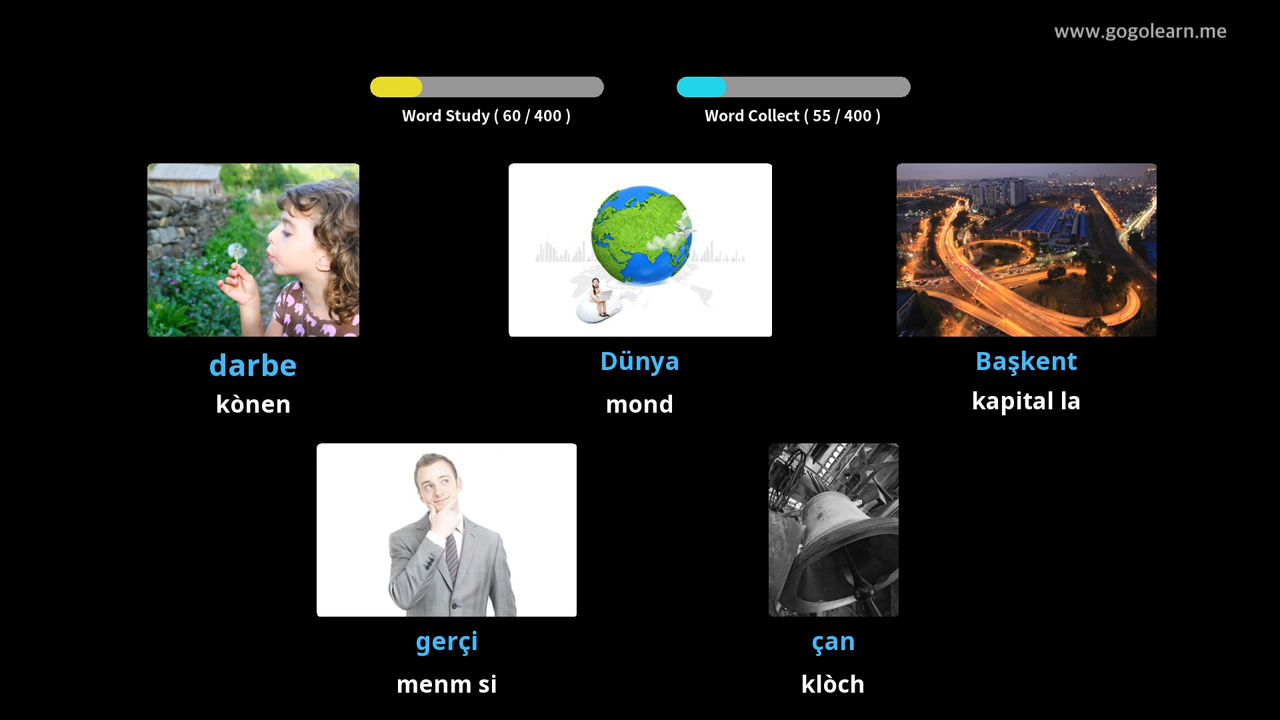 www.gogolearn.me
Word Study ( 60 / 400 )
Word Collect ( 55 / 400 )
darbe
kònen
Dünya
mond
Başkent
kapital la
gerçi
menm si
çan
klòch